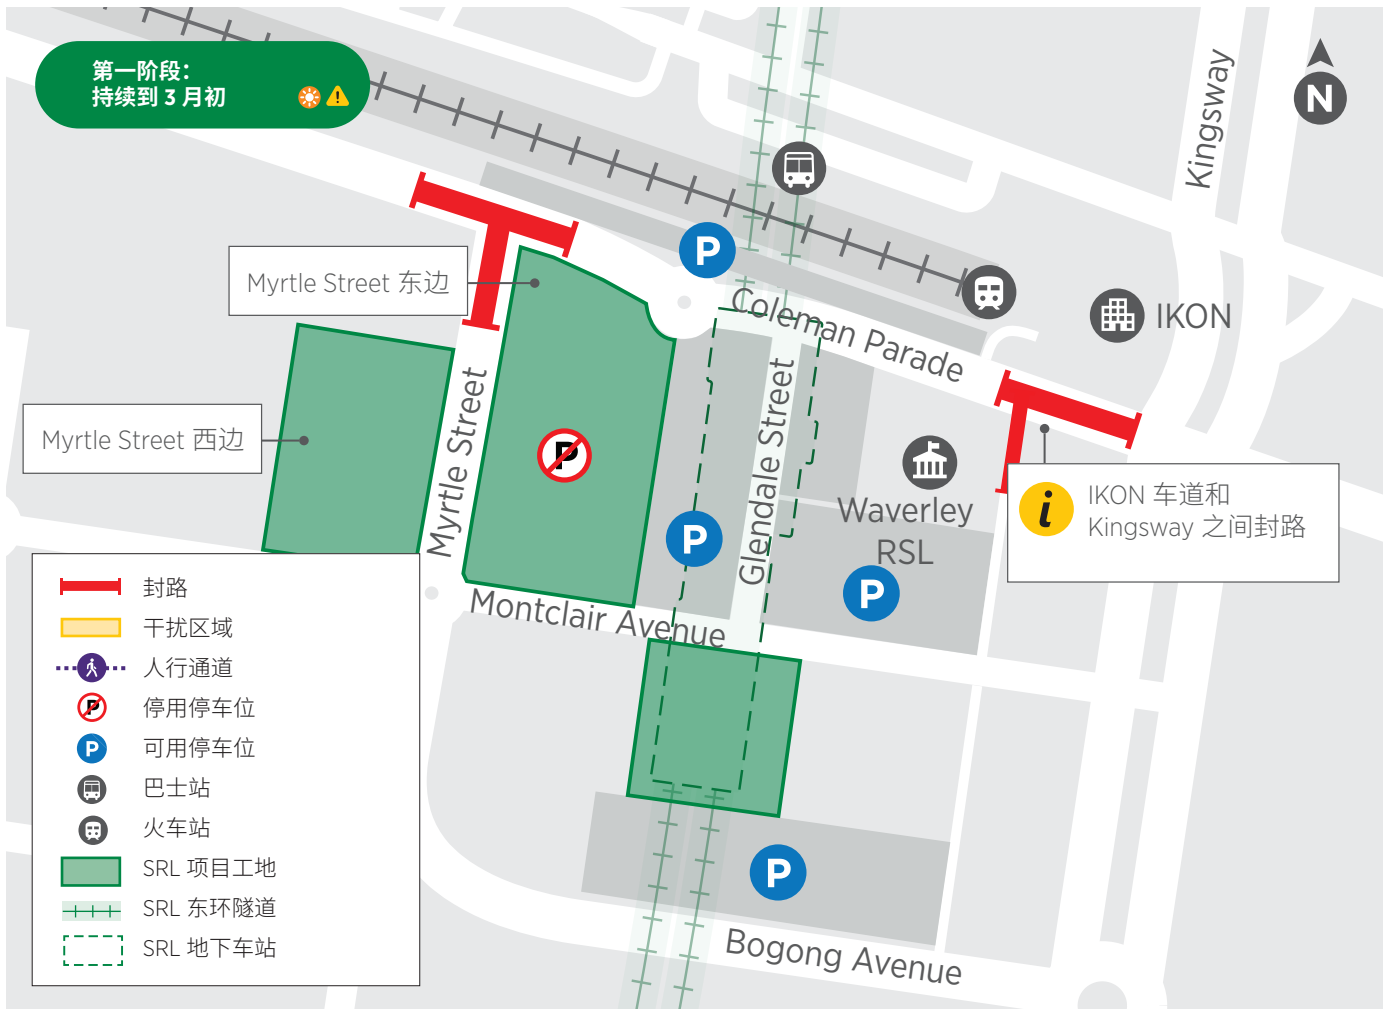 第一阶段：
持续到 3 月初
N
Kingsway
P
Myrtle Street 东边
Coleman Parade
IKON
Myrtle Street 西边
Myrtle Street
P
Glendale Street
P
Waverley
RSL
P
i
IKON 车道和
Kingsway 之间封路
Montclair Avenue
封路
干扰区域
人行通道
P 停用停车位
P 可用停车位
巴士站
火车站
SRL 项目工地
SRL 东环隧道
SRL 地下车站
P
Bogong Avenue